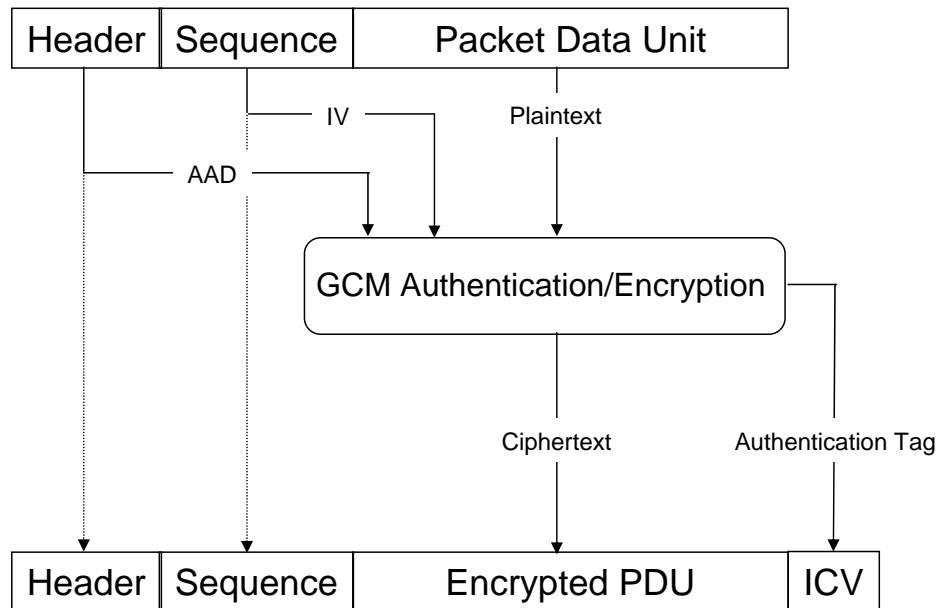 Header Sequence Packet Data Unit
IV Plaintext
AAD
GCM Authentication/Encryption
Ciphertext Authentication Tag
Header Sequence Encrypted PDU ICV